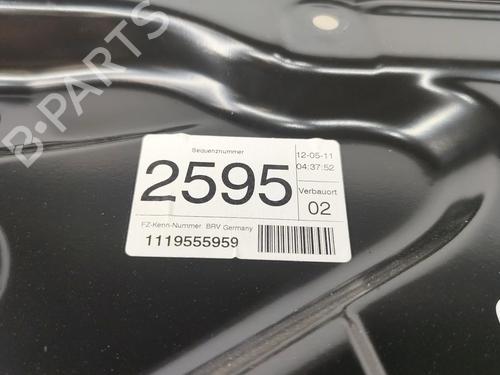 B-PARTS
Sequenznummer
2595
12-05-11
04:37:52
Verbauort
02
FZ-Kenn-Nummer BRV Germany
1119555959